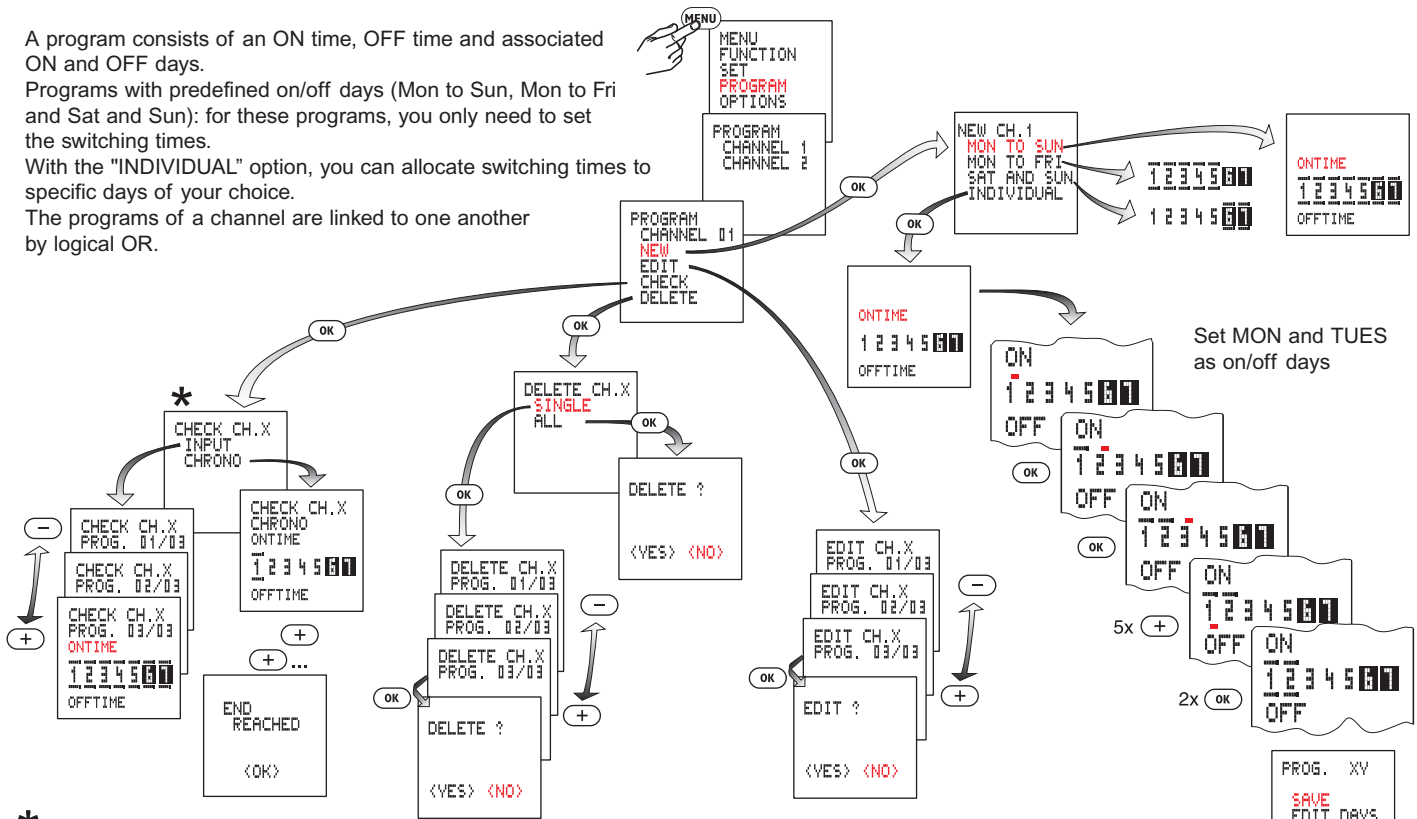 A program consists of an ON time, OFF time and associated
ON and OFF days.
Programs with predefined on/off days (Mon to Sun, Mon to Fri
and Sat and Sun): for these programs, you only need to set
the switching times.
With the "INDIVIDUAL” option, you can allocate switching times to
specific days of your choice.
The programs of a channel are linked to one another
by logical OR.
MENU
MENU
FUNCTION
SET
PROGRAM
OPTIONS
PROGRAM
CHANNEL 1
CHANNEL 2
PROGRAM
CHANNEL 01
NEW
EDIT
CHECK
DELETE
OK
NEW CH.1
MON TO SUN
MON TO FRI
SAT AND SUN
INDIVIDUAL
1 2 3 4 5 6 7
1 2 3 4 5 6 7
ONTIME
1 2 3 4 5 6 7
OFFTIME
OK
ONTIME
1 2 3 4 5 6 7
OFFTIME
Set MON and TUES
as on/off days
ON
1 2 3 4 5 6 7
OFF
OK
ON
1 2 3 4 5 6 7
OFF
OK
ON
1 2 3 4 5 6 7
OFF
5x +
ON
1 2 3 4 5 6 7
OFF
2x OK
ON
1 2 3 4 5 6 7
OFF
PROG. XY
SAVE
EDIT DAYS
OK
*
CHECK CH.X
INPUT
CHRONO
-
+
CHECK CH.X
PROG. 01/03
CHECK CH.X
PROG. 02/03
CHECK CH.X
PROG. 03/03
ONTIME
1 2 3 4 5 6 7
OFFTIME
CHECK CH.X
CHRONO
ONTIME
1 2 3 4 5 6 7
OFFTIME
+
+ ...
END
REACHED
<OK>
OK
DELETE CH.X
SINGLE
ALL
OK
DELETE ?
<YES> <NO>
OK
DELETE CH.X
PROG. 01/03
DELETE CH.X
PROG. 02/03
DELETE CH.X
PROG. 03/03
-
+
OK
DELETE ?
<YES> <NO>
OK
EDIT CH.X
PROG. 01/03
EDIT CH.X
PROG. 02/03
EDIT CH.X
PROG. 03/03
-
+
OK
EDIT ?
<YES> <NO>
*